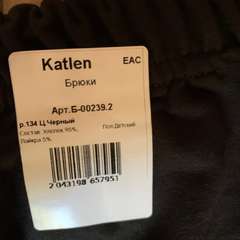 Katlen
EAC
Брюки
Арт.Б-00239.2
р.134 Ц.Черный
Состав: Хлопок 95%, Пол:Детский
Лайкра 5%
2 043198 657951